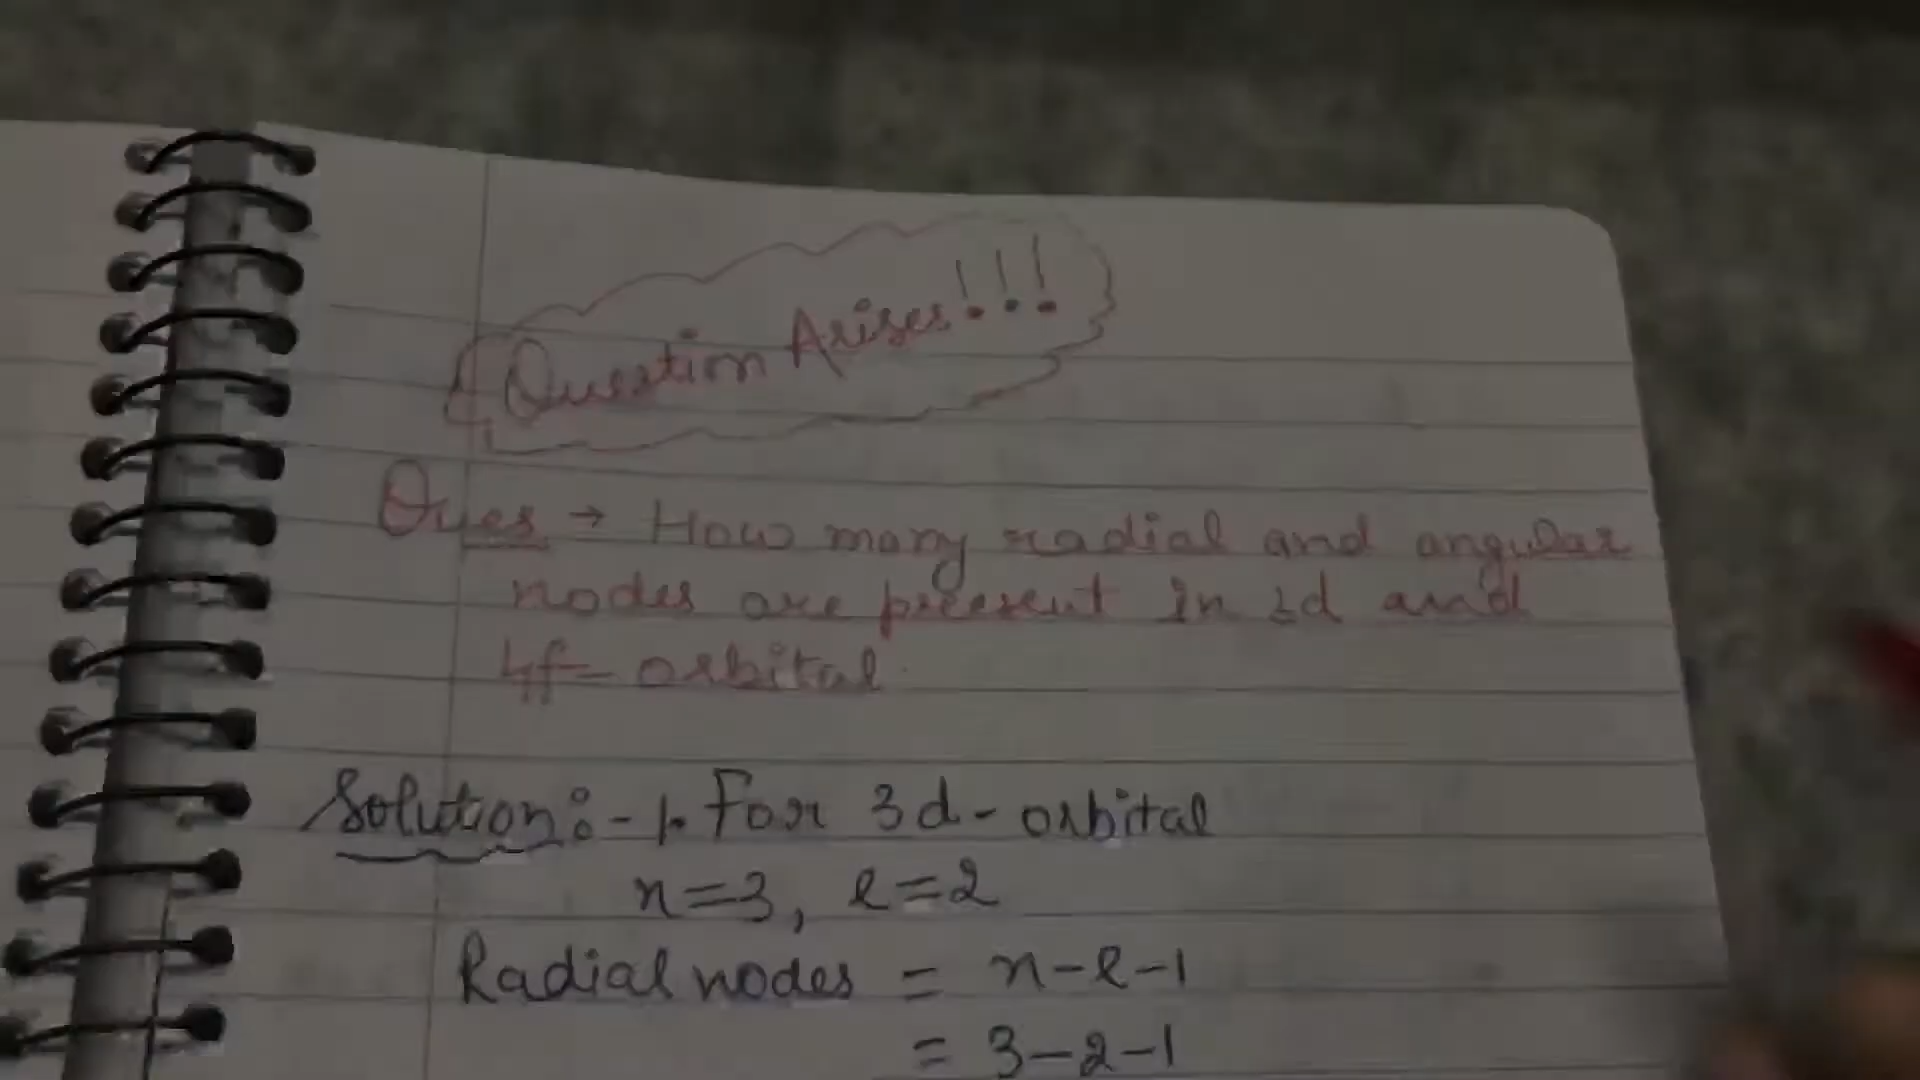 Question Arises!!!
Ques → How many radial and angular
nodes are present in 3d and
4f- orbital.
Solution:- 1. For 3d- orbital
n=3, l=2
Radial nodes = n-l-1
= 3-2-1